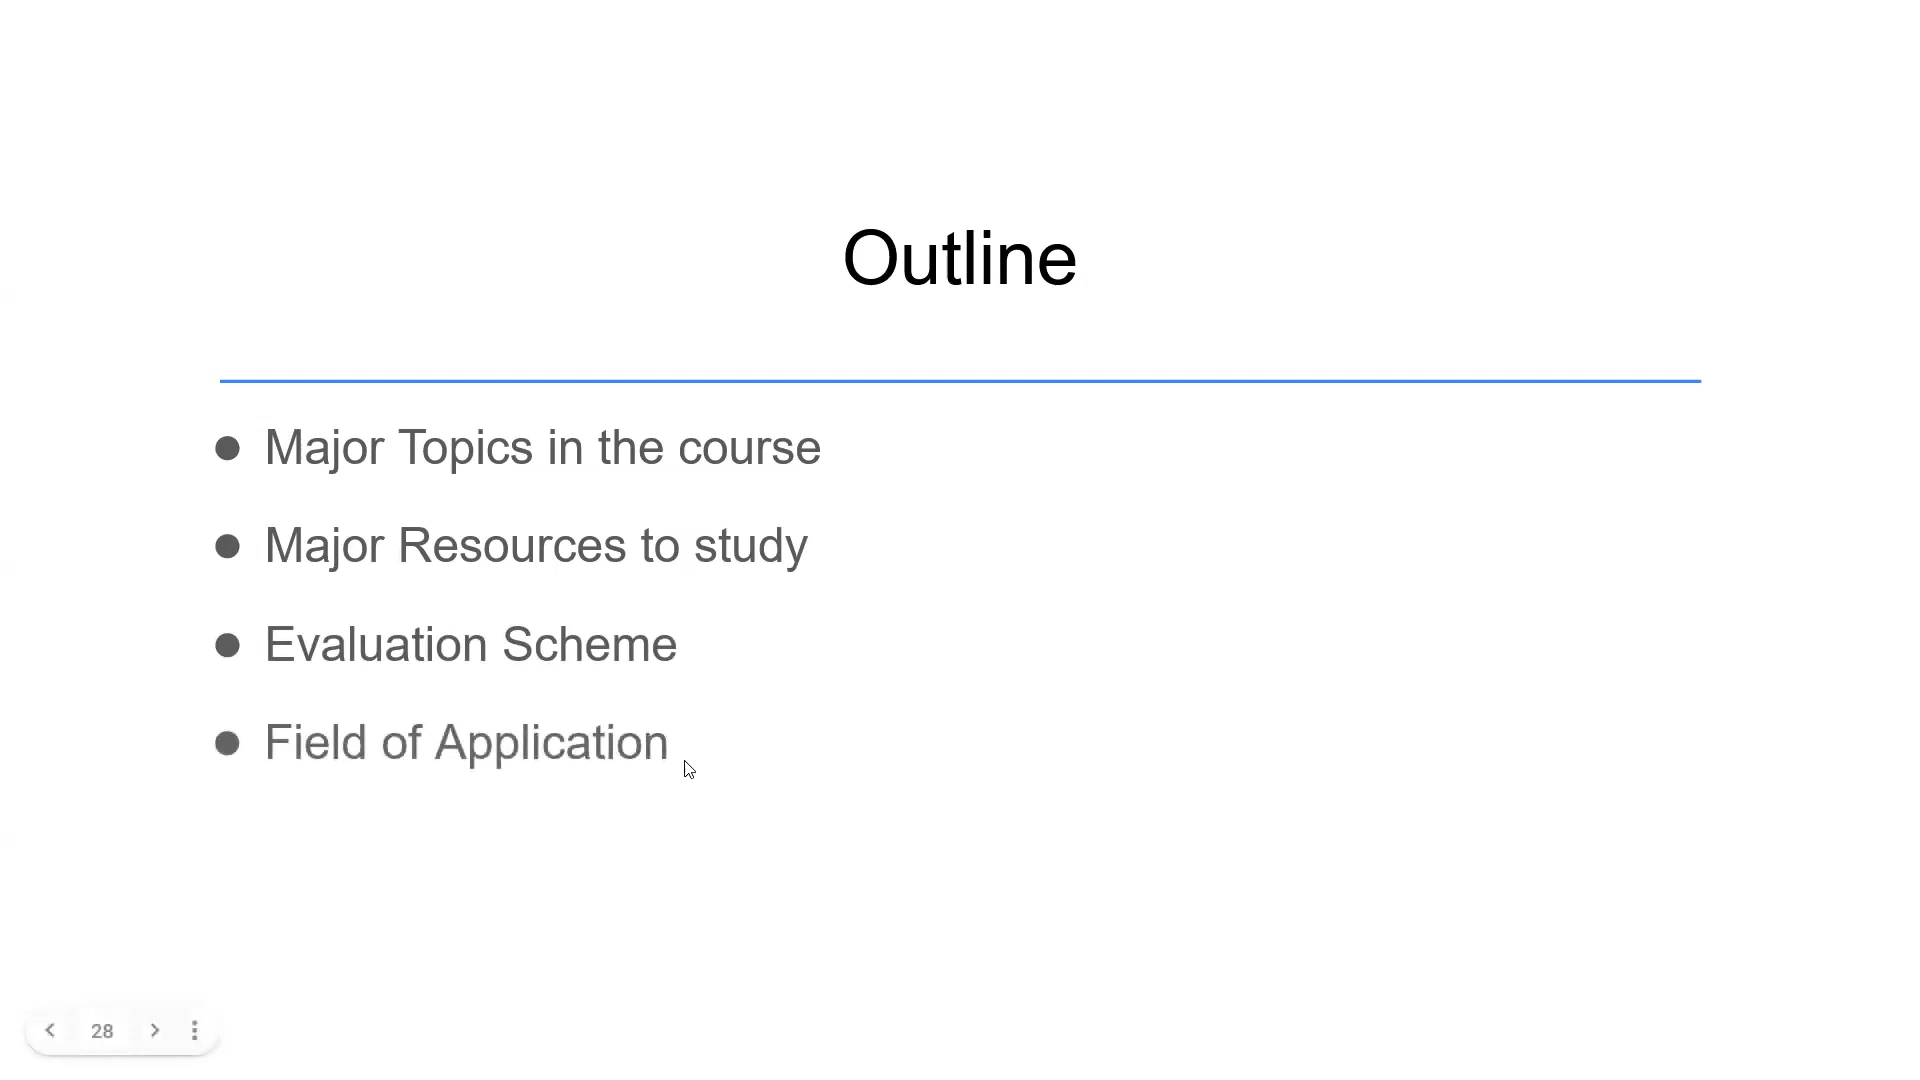 Outline
● Major Topics in the course
● Major Resources to study
● Evaluation Scheme
● Field of Application
28